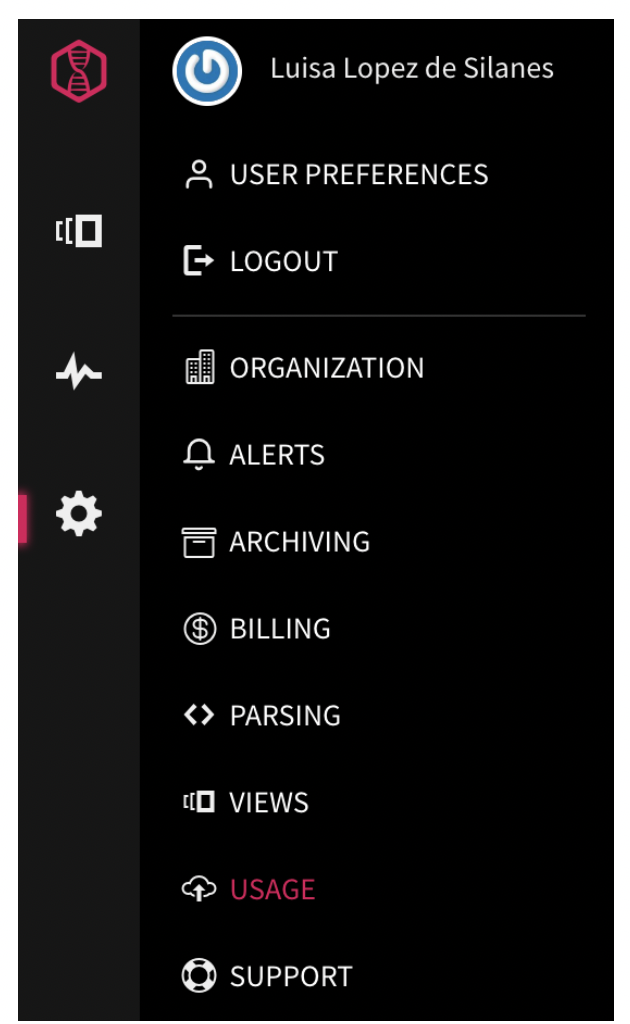 Luisa Lopez de Silanes
USER PREFERENCES
LOGOUT
ORGANIZATION
ALERTS
ARCHIVING
BILLING
PARSING
VIEWS
USAGE
SUPPORT